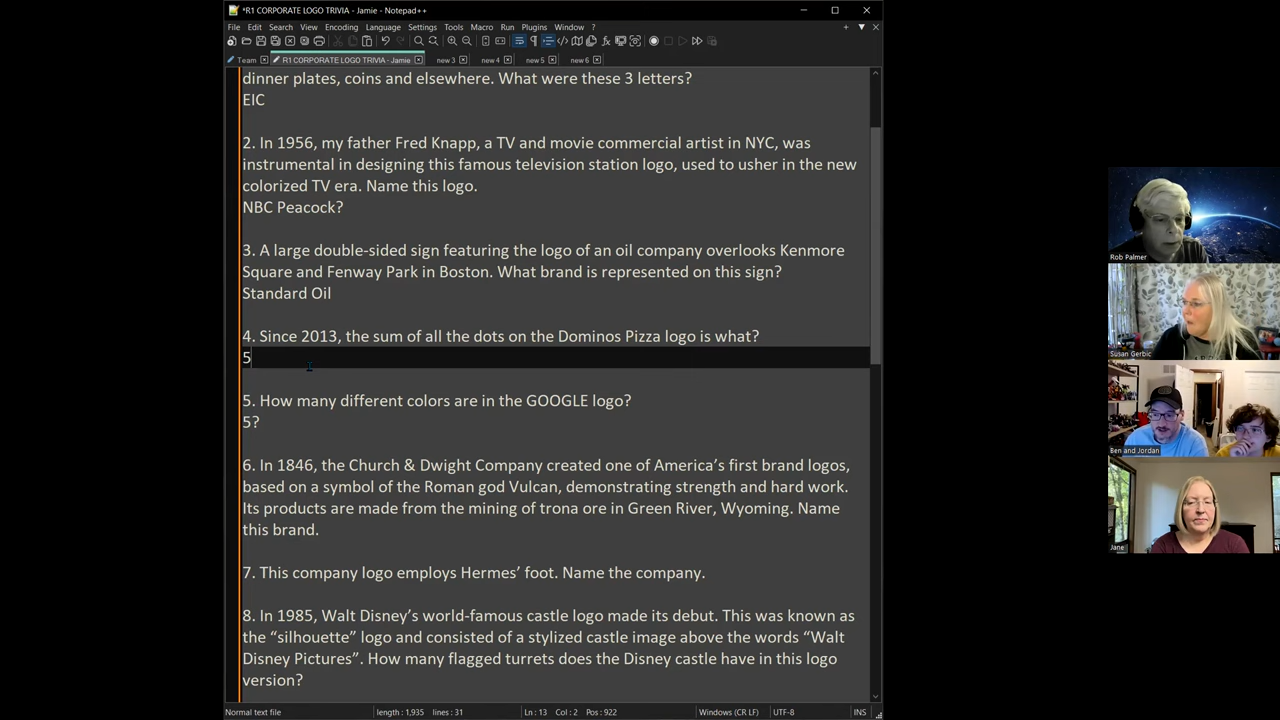 *R1 CORPORATE LOGO TRIVIA - Jamie - Notepad++
File Edit Search View Encoding Language Settings Tools Macro Run Plugins Window ?
Team R1 CORPORATE LOGO TRIVIA - Jamie new 3 new 4 new 5 new 6
dinner plates, coins and elsewhere. What were these 3 letters?
EIC
2. In 1956, my father Fred Knapp, a TV and movie commercial artist in NYC, was
instrumental in designing this famous television station logo, used to usher in the new
colorized TV era. Name this logo.
NBC Peacock?
3. A large double-sided sign featuring the logo of an oil company overlooks Kenmore
Square and Fenway Park in Boston. What brand is represented on this sign?
Standard Oil
4. Since 2013, the sum of all the dots on the Dominos Pizza logo is what?
5
5. How many different colors are in the GOOGLE logo?
5?
6. In 1846, the Church & Dwight Company created one of America’s first brand logos,
based on a symbol of the Roman god Vulcan, demonstrating strength and hard work.
Its products are made from the mining of trona ore in Green River, Wyoming. Name
this brand.
7. This company logo employs Hermes’ foot. Name the company.
8. In 1985, Walt Disney’s world-famous castle logo made its debut. This was known as
the “silhouette” logo and consisted of a stylized castle image above the words “Walt
Disney Pictures”. How many flagged turrets does the Disney castle have in this logo
version?
Normal text file length : 1,935 lines : 31 Ln : 13 Col : 2 Pos : 922 Windows (CR LF) UTF-8 INS
Rob Palmer
Susan Gerbic
Ben and Jordan
Jane